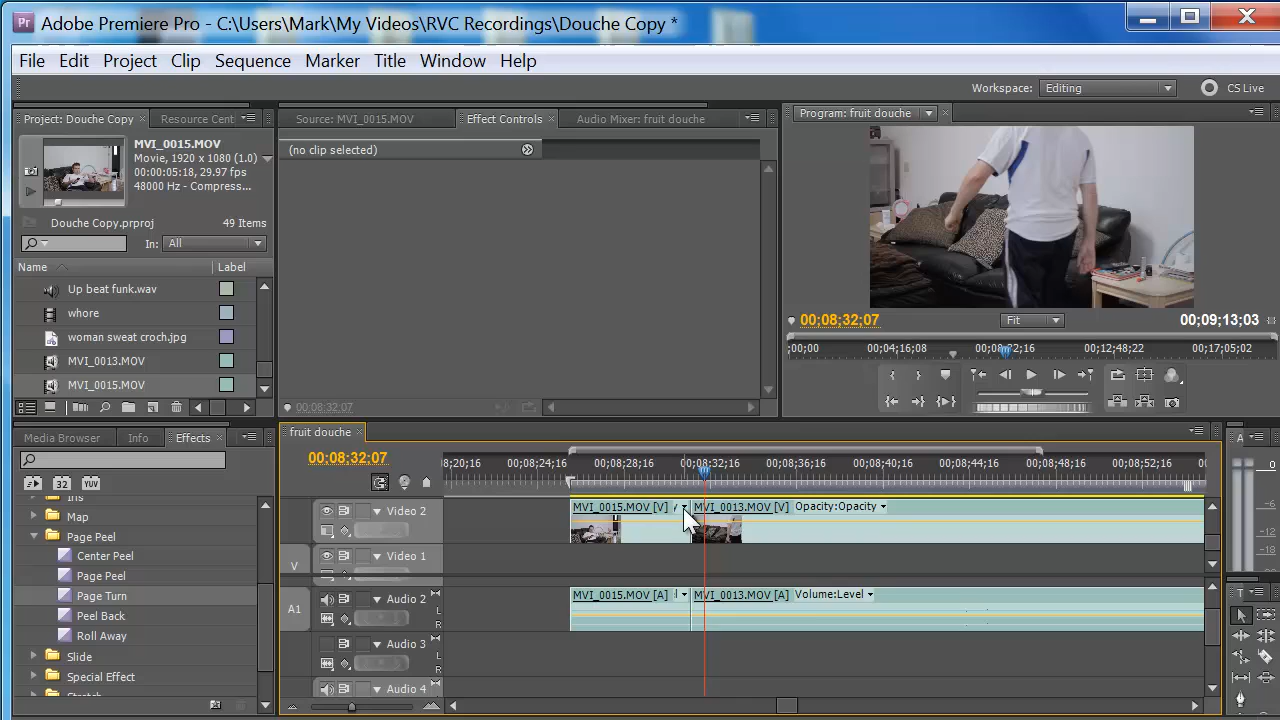 Pr Adobe Premiere Pro - C:\Users\Mark\My Videos\RVC Recordings\Douche Copy *
File Edit Project Clip Sequence Marker Title Window Help
Workspace: Editing CS Live
Project: Douche Copy Resource Cent
Source: MVI_0015.MOV Effect Controls Audio Mixer: fruit douche
Program: fruit douche
MVI_0015.MOV
Movie, 1920 x 1080 (1.0)
00:00:05:18, 29.97 fps
48000 Hz - Compress...
(no clip selected)
Douche Copy.prproj 49 Items
In: All
Name Label
Up beat funk.wav
whore
woman sweat croch.jpg
MVI_0013.MOV
MVI_0015.MOV
00:08:32:07
00;08;32;07 Fit 00;09;13;03
;00;00 00;04;16;08 00;08;32;16 00;12;48;22 00;17;05;02
Media Browser Info Effects
32 YUV
Map
Page Peel
Center Peel
Page Peel
Page Turn
Peel Back
Roll Away
Slide
Special Effect
Stretch
fruit douche
00;08;32;07
;8;20;16 00;08;24;16 00;08;28;16 00;08;32;16 00;08;36;16 00;08;40;16 00;08;44;16 00;08;48;16 00;08;52;16
Video 2 MVI_0015.MOV [V] MVI_0013.MOV [V] Opacity:Opacity
V Video 1
A1 Audio 2 L R MVI_0015.MOV [A] MVI_0013.MOV [A] Volume:Level
Audio 3 L R
Audio 4
A
0
-6
-12
-18
T